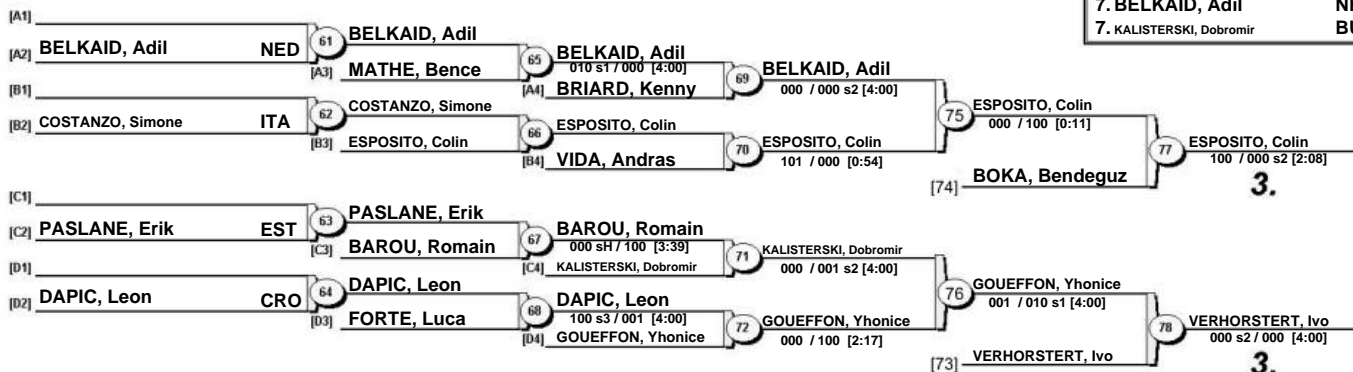 7. BELKAID, Adil
7. KALISTERSKI, Dobromir
[A1]
[A2] BELKAID, Adil NED
61 BELKAID, Adil
[A3] MATHE, Bence
65 BELKAID, Adil
010 s1 / 000 [4:00]
[A4] BRIARD, Kenny
69 BELKAID, Adil
000 / 000 s2 [4:00]
[B1]
[B2] COSTANZO, Simone ITA
62 COSTANZO, Simone
[B3] ESPOSITO, Colin
66 ESPOSITO, Colin
[B4] VIDA, Andras
70 ESPOSITO, Colin
101 / 000 [0:54]
75 ESPOSITO, Colin
000 / 100 [0:11]
[74] BOKA, Bendeguz
77 ESPOSITO, Colin
100 / 000 s2 [2:08]
3.
[C1]
[C2] PASLANE, Erik EST
63 PASLANE, Erik
[C3] BAROU, Romain
67 BAROU, Romain
000 sH / 100 [3:39]
[C4] KALISTERSKI, Dobromir
71 KALISTERSKI, Dobromir
000 / 001 s2 [4:00]
[D1]
[D2] DAPIC, Leon CRO
64 DAPIC, Leon
[D3] FORTE, Luca
68 DAPIC, Leon
100 s3 / 001 [4:00]
[D4] GOUEFFON, Yhonice
72 GOUEFFON, Yhonice
000 / 100 [2:17]
76 GOUEFFON, Yhonice
001 / 010 s1 [4:00]
[73] VERHORSTERT, Ivo
78 VERHORSTERT, Ivo
000 s2 / 000 [4:00]
3.